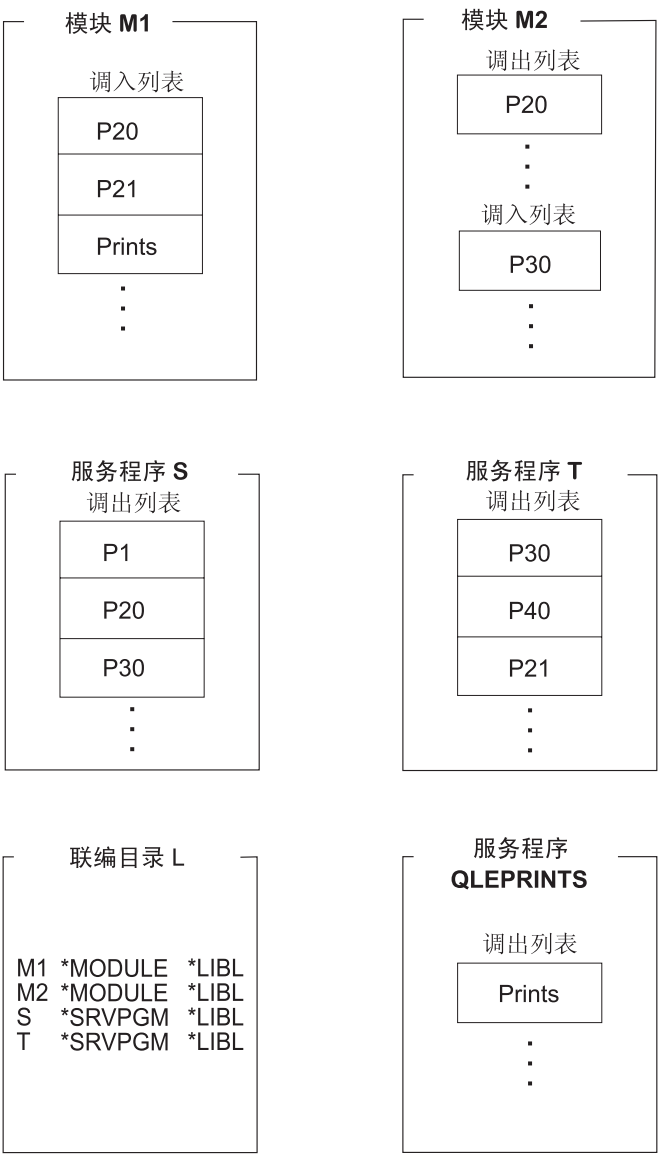 模块 M1
调入列表
P20
P21
Prints
模块 M2
调出列表
P20
调入列表
P30
服务程序 S
调出列表
P1
P20
P30
服务程序 T
调出列表
P30
P40
P21
联编目录 L
M1 *MODULE *LIBL
M2 *MODULE *LIBL
S *SRVPGM *LIBL
T *SRVPGM *LIBL
服务程序
QLEPRINTS
调出列表
Prints